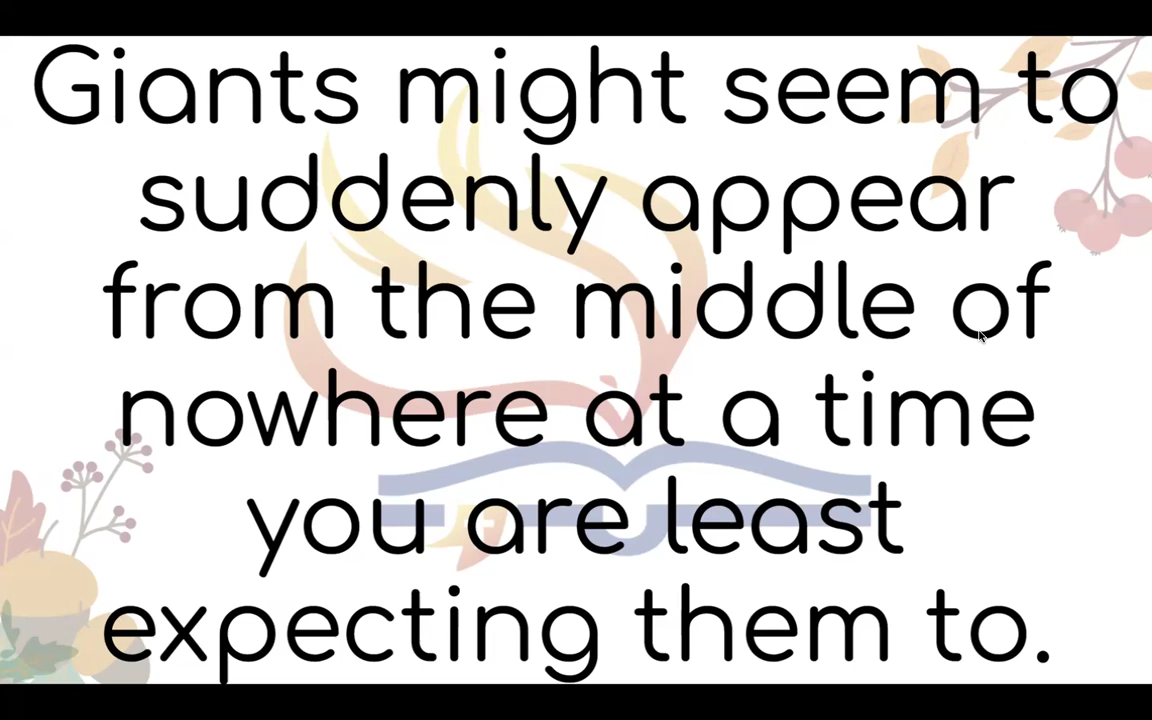 Giants might seem to
suddenly appear
from the middle of
nowhere at a time
you are least
expecting them to.